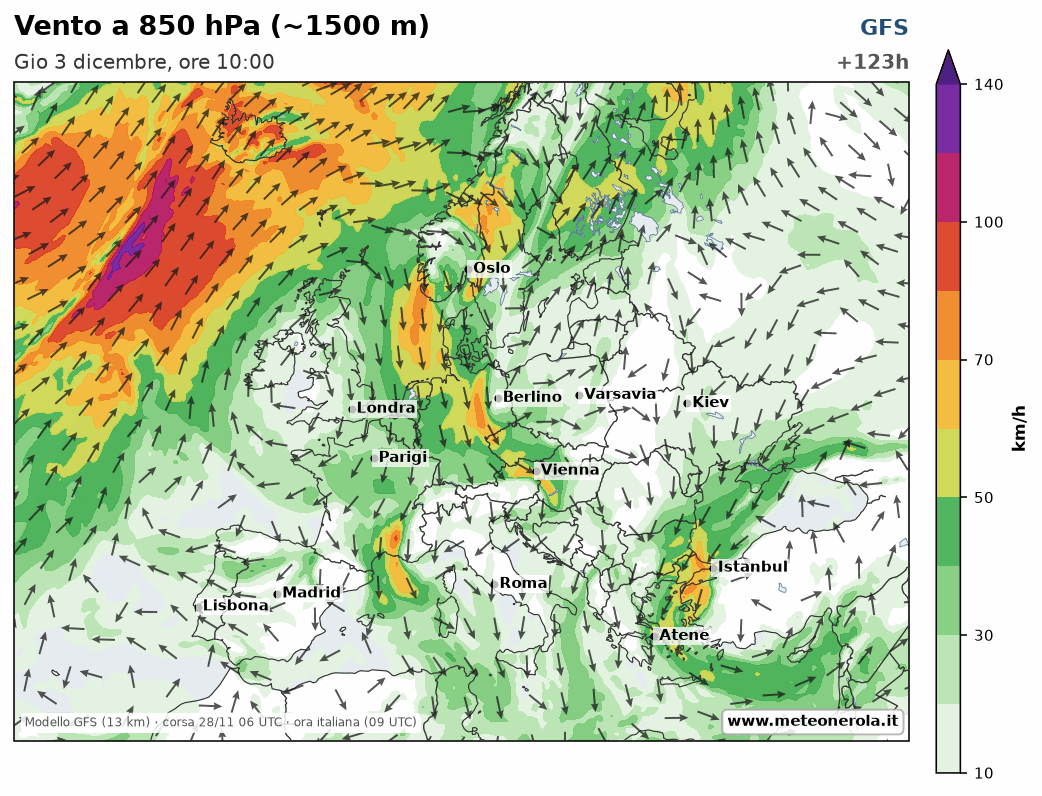 Vento a 850 hPa (~1500 m)
GFS
Gio 3 dicembre, ore 10:00
+123h
140
100
70
50
30
10
km/h
Oslo
Londra
Berlino
Varsavia
Kiev
Parigi
Vienna
Istanbul
Roma
Madrid
Lisbona
Atene
Modello GFS (13 km) · corsa 28/11 06 UTC · ora italiana (09 UTC)
www.meteonerola.it